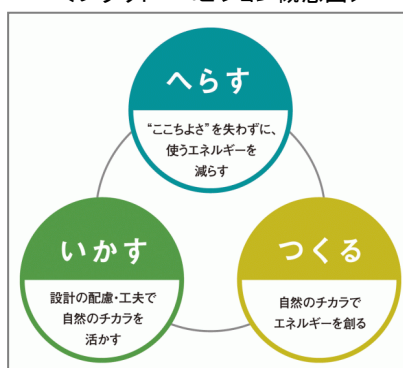 へらす
“ここちよさ”を失わずに、
使うエネルギーを
減らす
いかす
設計の配慮・工夫で
自然のチカラを
活かす
つくる
自然のチカラで
エネルギーを創る